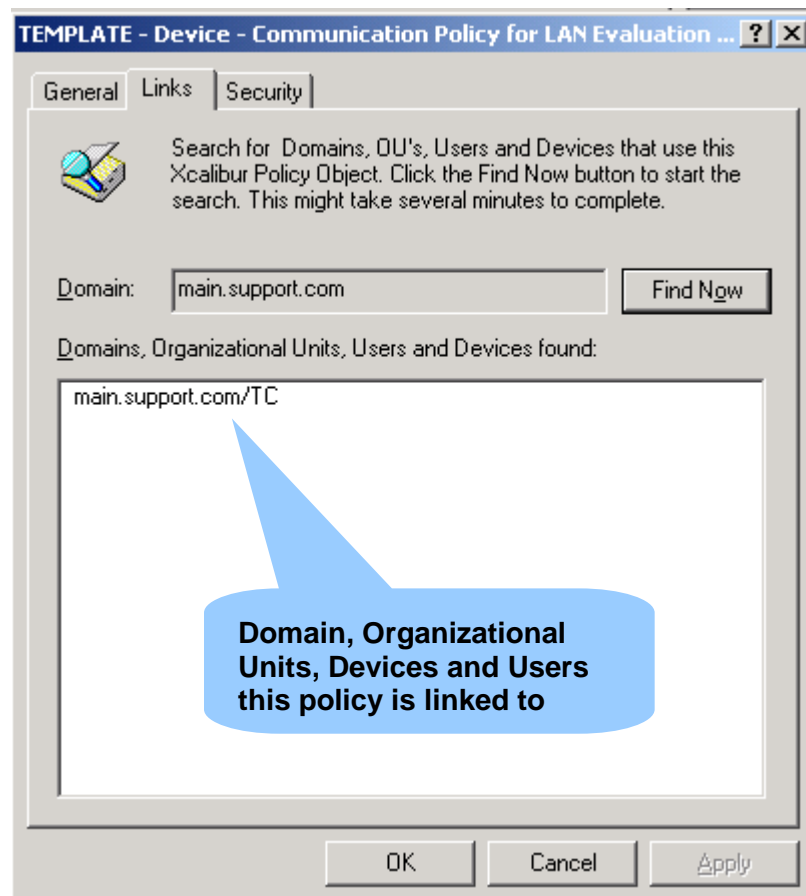 TEMPLATE - Device - Communication Policy for LAN Evaluation ... ? X
General Links Security
Search for Domains, OU's, Users and Devices that use this
Xcalibur Policy Object. Click the Find Now button to start the
search. This might take several minutes to complete.
Domain: main.support.com Find Now
Domains, Organizational Units, Users and Devices found:
main.support.com/TC
Domain, Organizational
Units, Devices and Users
this policy is linked to
OK Cancel Apply